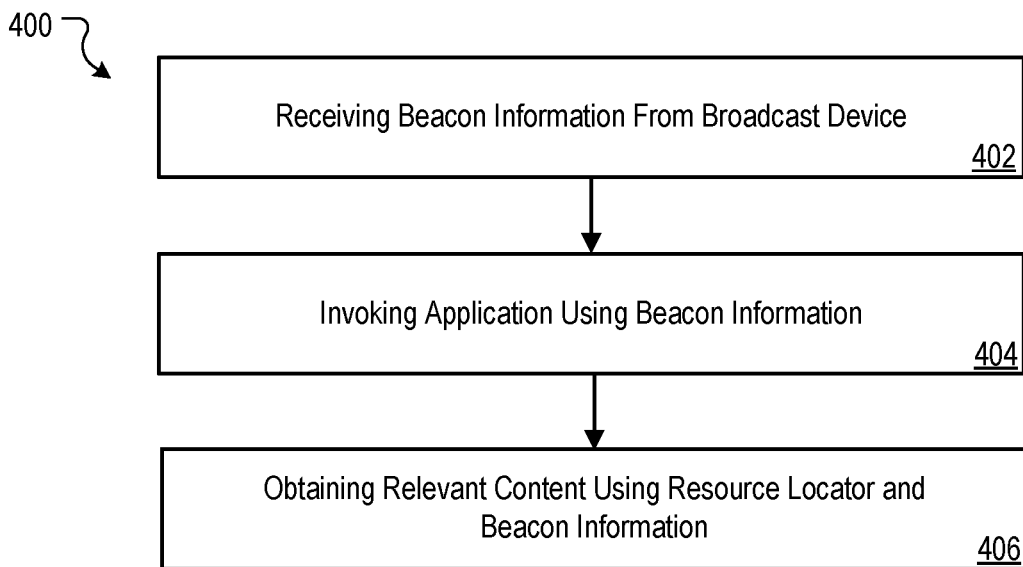 400
Receiving Beacon Information From Broadcast Device
402
Invoking Application Using Beacon Information
404
Obtaining Relevant Content Using Resource Locator and
Beacon Information
406